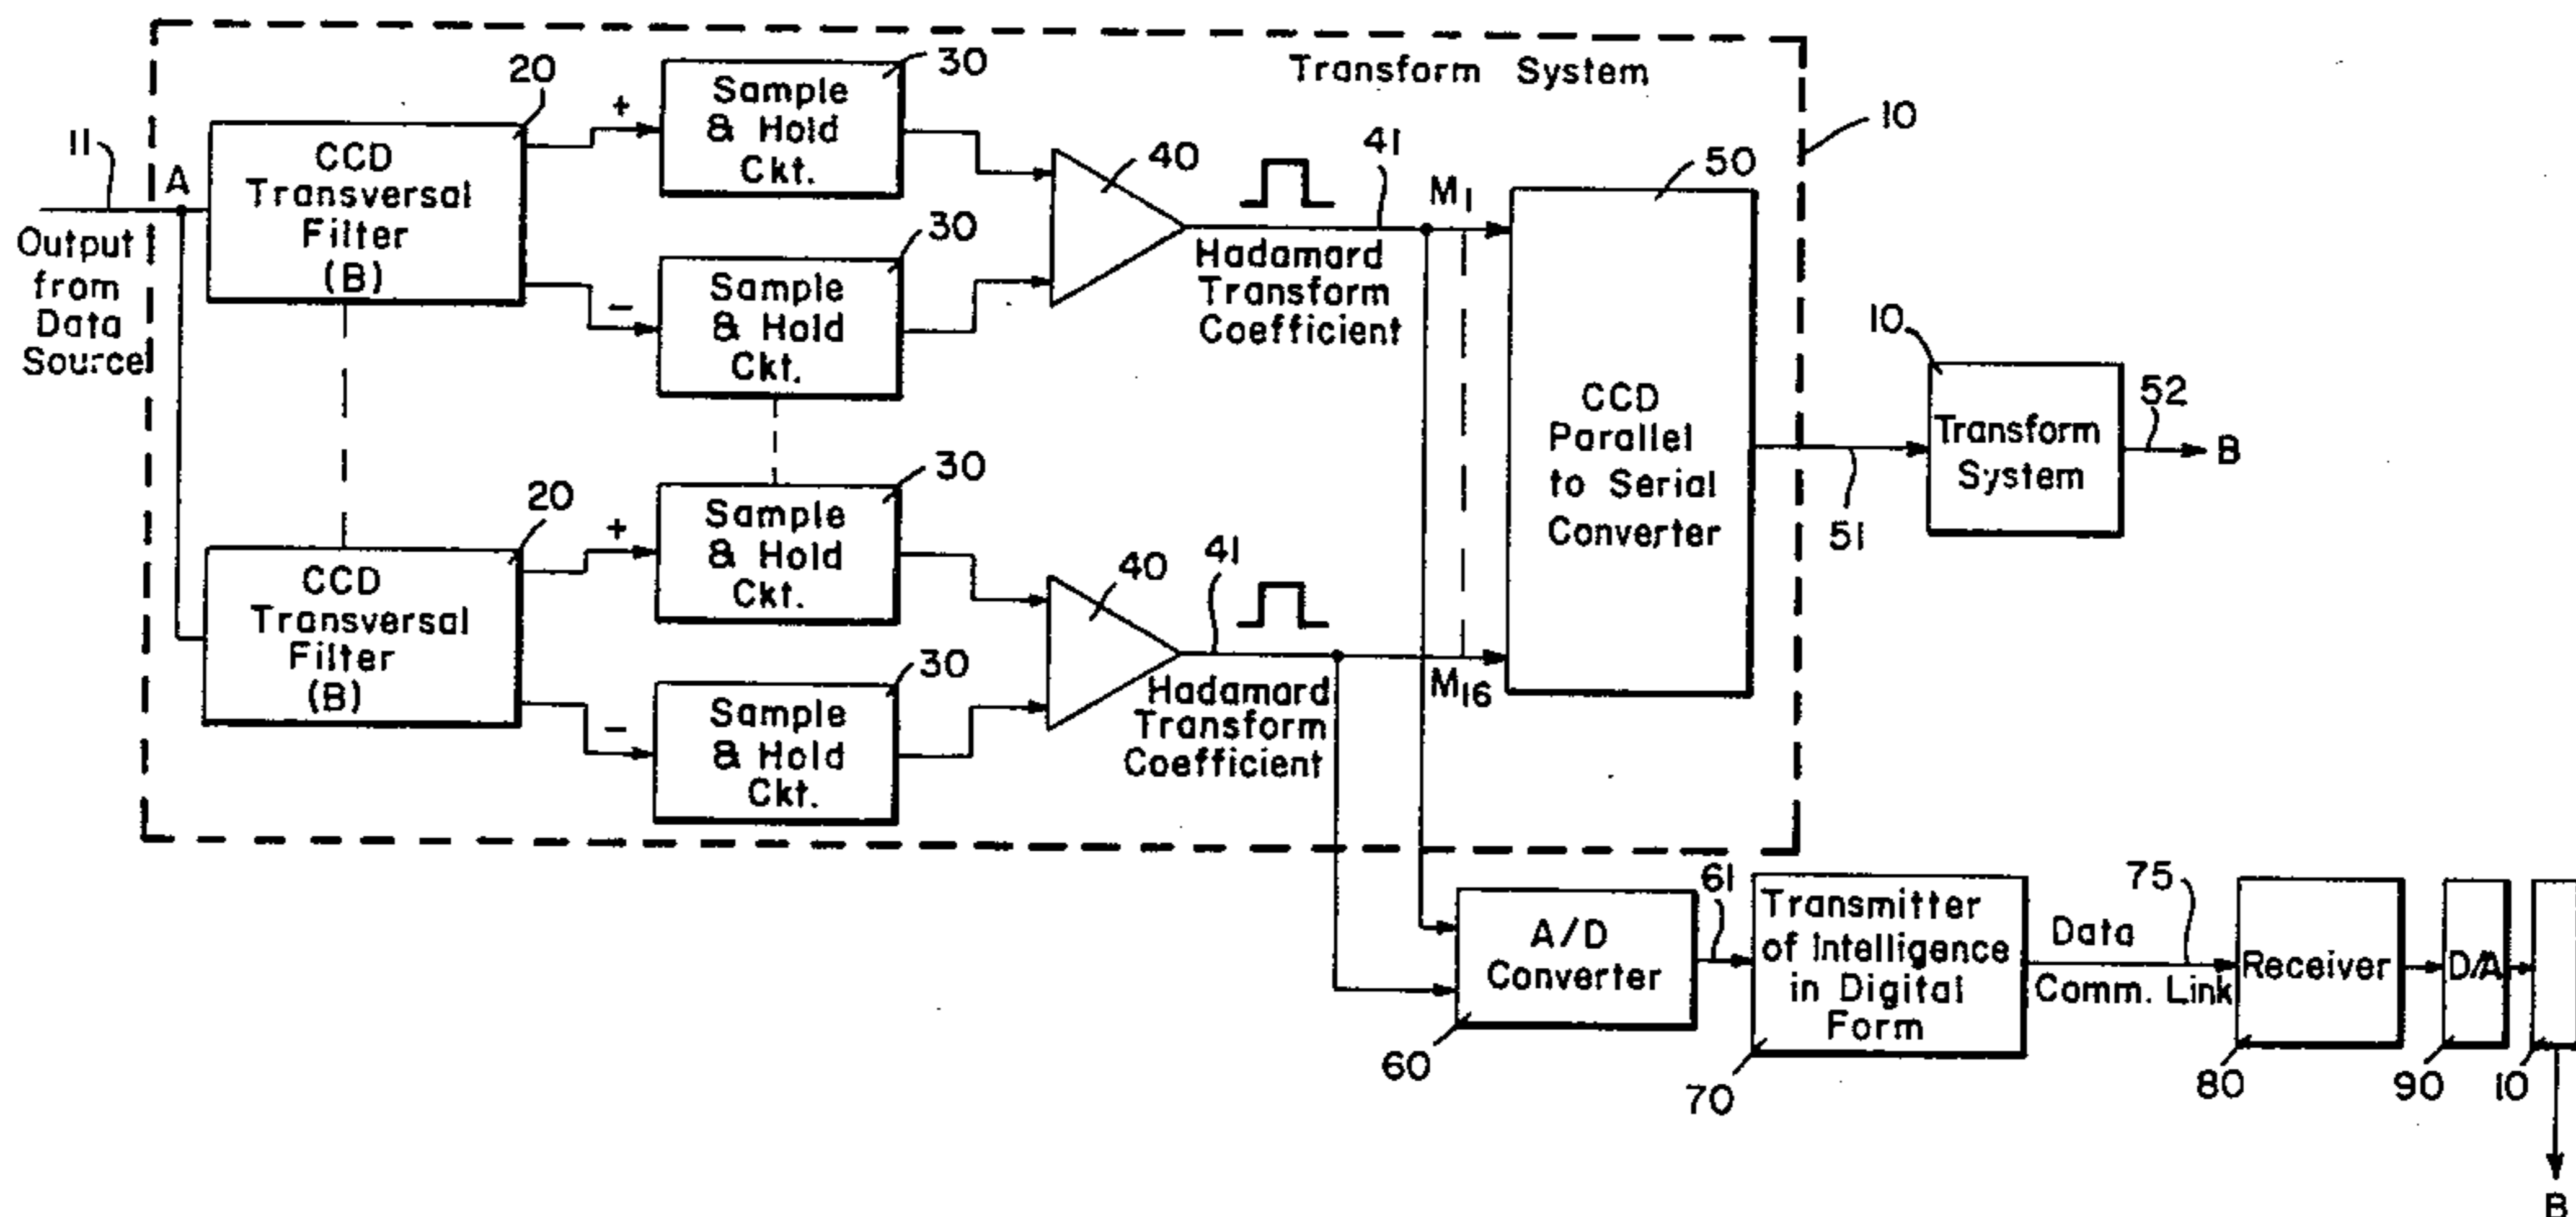 Transform System
10
11
A
Output
from
Data
Source
20
CCD
Transversal
Filter
(B)
+
-
30
Sample
& Hold
Ckt.
30
Sample
& Hold
Ckt.
40
41
Hadamard
Transform
Coefficient
M1
50
CCD
Parallel
to Serial
Converter
51
10
Transform
System
52
B
20
CCD
Transversal
Filter
(B)
+
-
30
Sample
& Hold
Ckt.
30
Sample
& Hold
Ckt.
40
41
Hadamard
Transform
Coefficient
M16
A/D
Converter
60
61
Transmitter
of Intelligence
in Digital
Form
70
Data
Comm. Link
75
Receiver
80
D/A
90
10
B